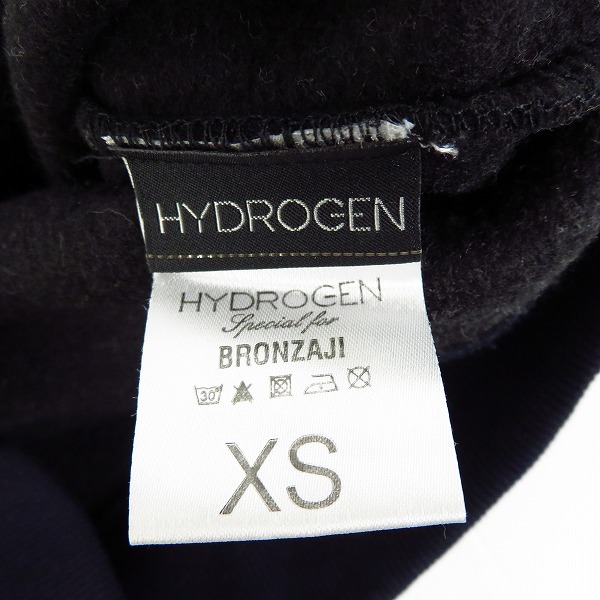 HYDROGEN
HYDROGEN
Special for
BRONZAJI
30°
XS